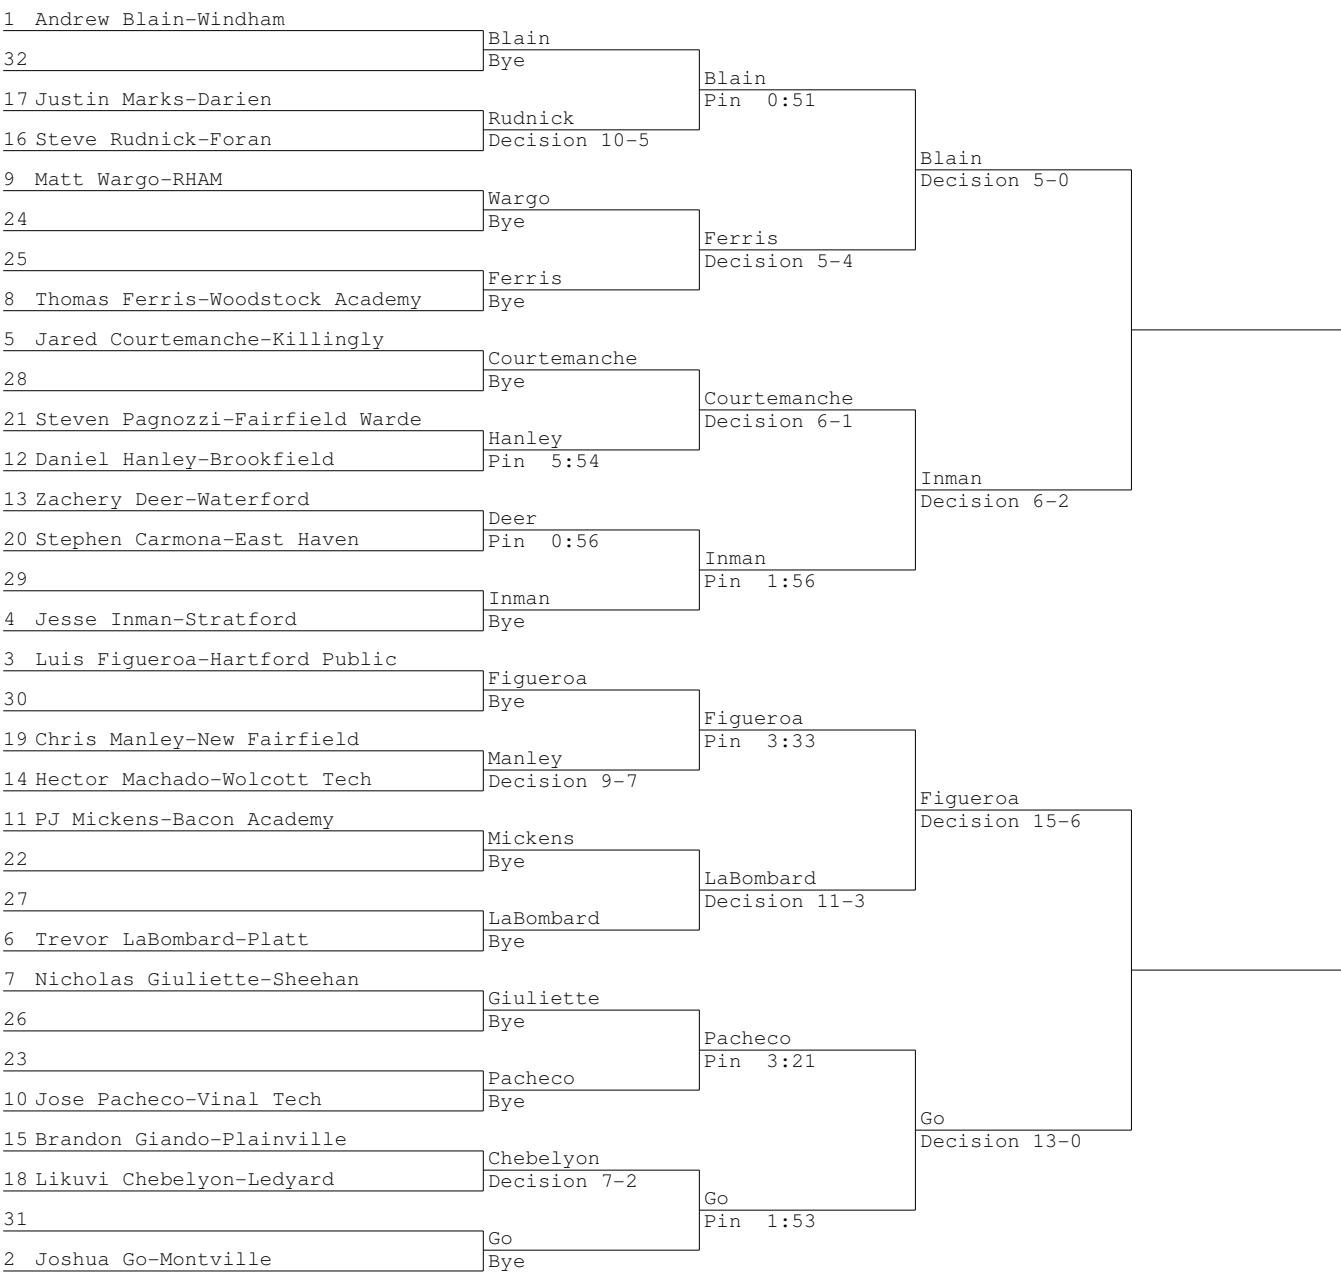 1 Andrew Blain-Windham
Blain
32
Bye
Blain
17 Justin Marks-Darien
Pin 0:51
Rudnick
16 Steve Rudnick-Foran
Decision 10-5
Blain
9 Matt Wargo-RHAM
Decision 5-0
Wargo
24
Bye
Ferris
25
Decision 5-4
Ferris
8 Thomas Ferris-Woodstock Academy
Bye
5 Jared Courtemanche-Killingly
Courtemanche
28
Bye
Courtemanche
21 Steven Pagnozzi-Fairfield Warde
Decision 6-1
Hanley
12 Daniel Hanley-Brookfield
Pin 5:54
Inman
13 Zachery Deer-Waterford
Decision 6-2
Deer
20 Stephen Carmona-East Haven
Pin 0:56
Inman
29
Pin 1:56
Inman
4 Jesse Inman-Stratford
Bye
3 Luis Figueroa-Hartford Public
Figueroa
30
Bye
Figueroa
19 Chris Manley-New Fairfield
Pin 3:33
Manley
14 Hector Machado-Wolcott Tech
Decision 9-7
Figueroa
11 PJ Mickens-Bacon Academy
Decision 15-6
Mickens
22
Bye
LaBombard
27
Decision 11-3
LaBombard
6 Trevor LaBombard-Platt
Bye
7 Nicholas Giuliette-Sheehan
Giuliette
26
Bye
Pacheco
23
Pin 3:21
Pacheco
10 Jose Pacheco-Vinal Tech
Bye
Go
15 Brandon Giando-Plainville
Decision 13-0
Chebelyon
18 Likuvi Chebelyon-Ledyard
Decision 7-2
Go
31
Pin 1:53
Go
2 Joshua Go-Montville
Bye